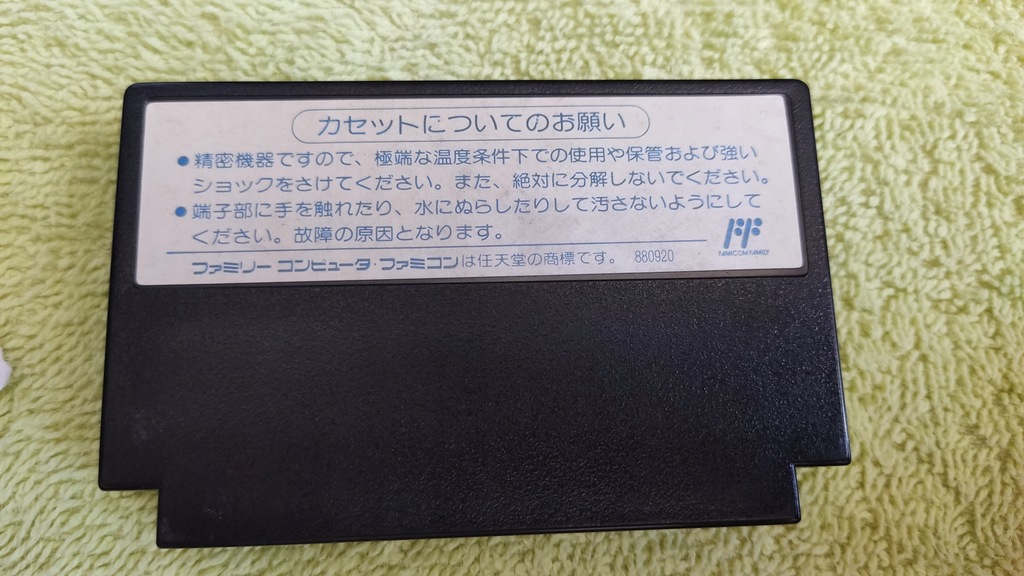 カセットについてのお願い
●精密機器ですので、極端な温度条件下での使用や保管および強い
ショックをさけてください。また、絶対に分解しないでください。
●端子部に手を触れたり、水にぬらしたりして汚さないようにして
ください。故障の原因となります。
FAMICOM FAMILY
ファミリー コンピュータ・ファミコンは任天堂の商標です。 880920